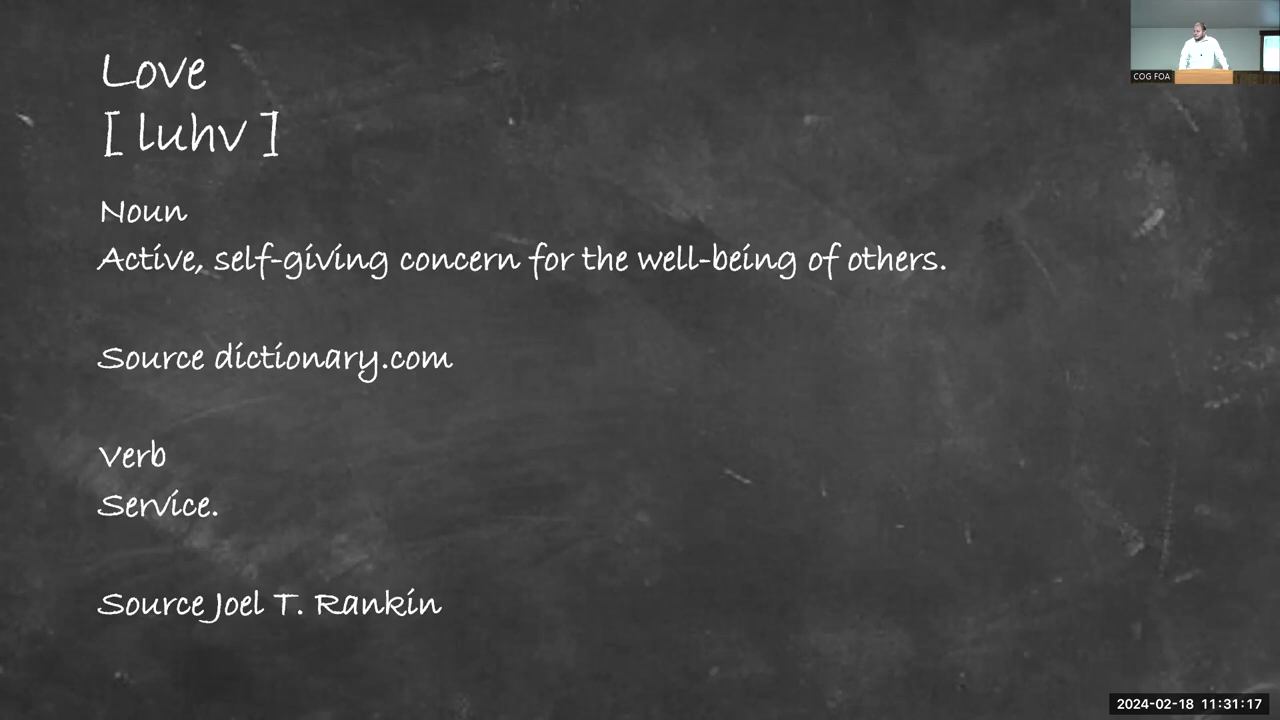 Love
[ luhv ]
Noun
Active, self-giving concern for the well-being of others.
Source dictionary.com
Verb
Service.
Source Joel T. Rankin
COG FOA
2024-02-18 11:31:17